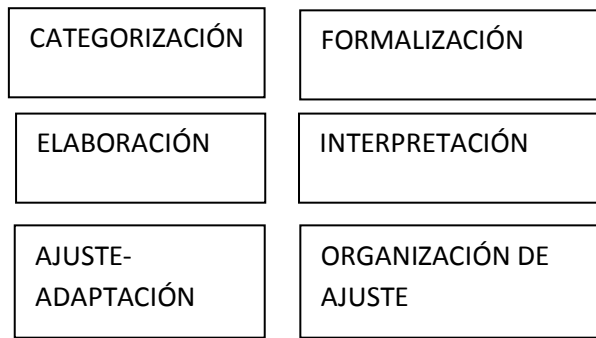 CATEGORIZACIÓN
FORMALIZACIÓN
ELABORACIÓN
INTERPRETACIÓN
AJUSTE-
ADAPTACIÓN
ORGANIZACIÓN DE
AJUSTE